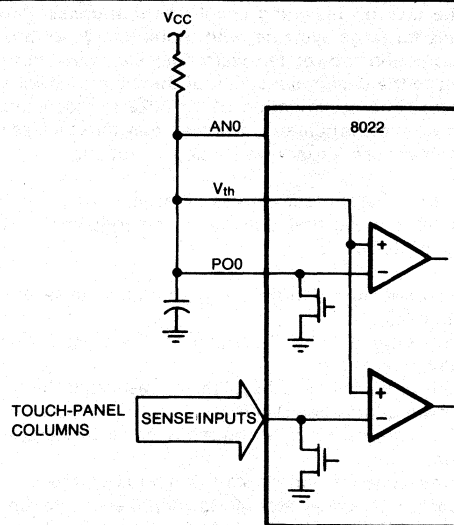 VCC
AN0
8022
Vth
PO0
+
−
+
−
TOUCH-PANEL
COLUMNS
SENSE INPUTS